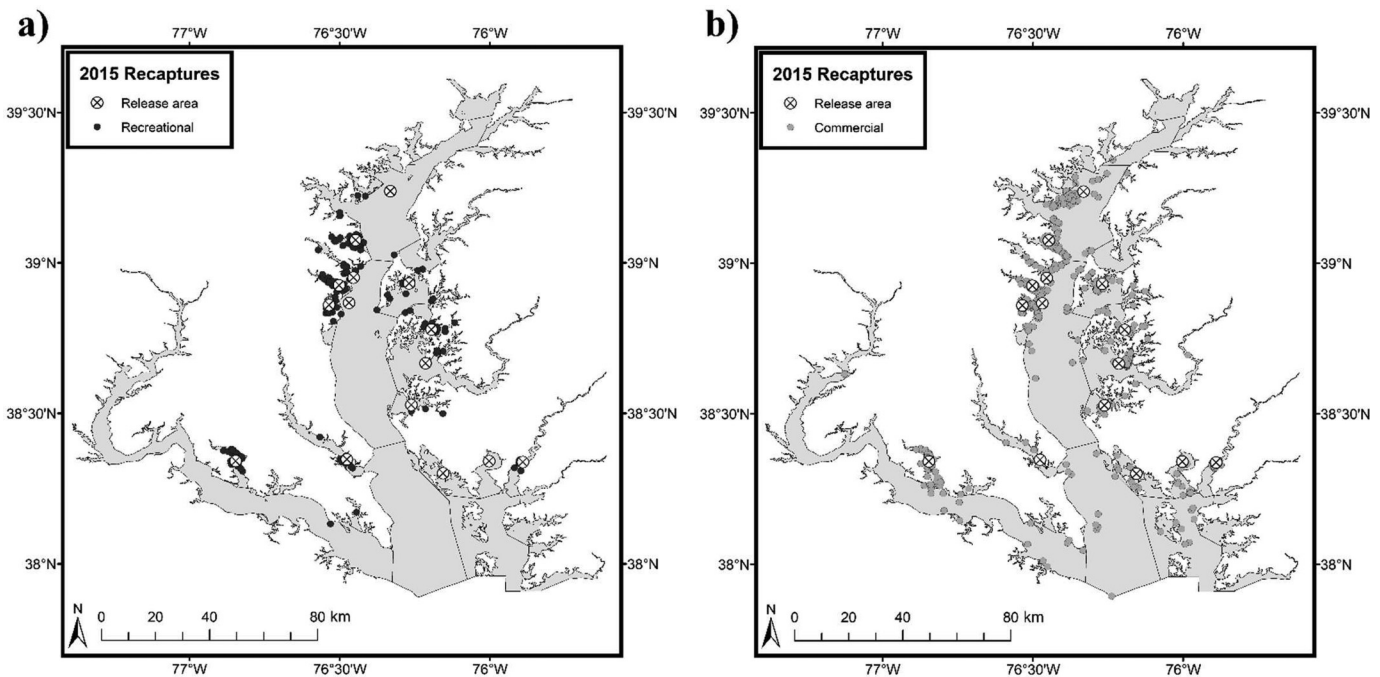 a)
77°W 76°30'W 76°W
2015 Recaptures
Release area
Recreational
39°30'N 39°30'N
39°N 39°N
38°30'N 38°30'N
38°N 38°N
N
0 20 40 80 km
77°W 76°30'W 76°W
b)
77°W 76°30'W 76°W
2015 Recaptures
Release area
Commercial
39°30'N 39°30'N
39°N 39°N
38°30'N 38°30'N
38°N 38°N
N
0 20 40 80 km
77°W 76°30'W 76°W